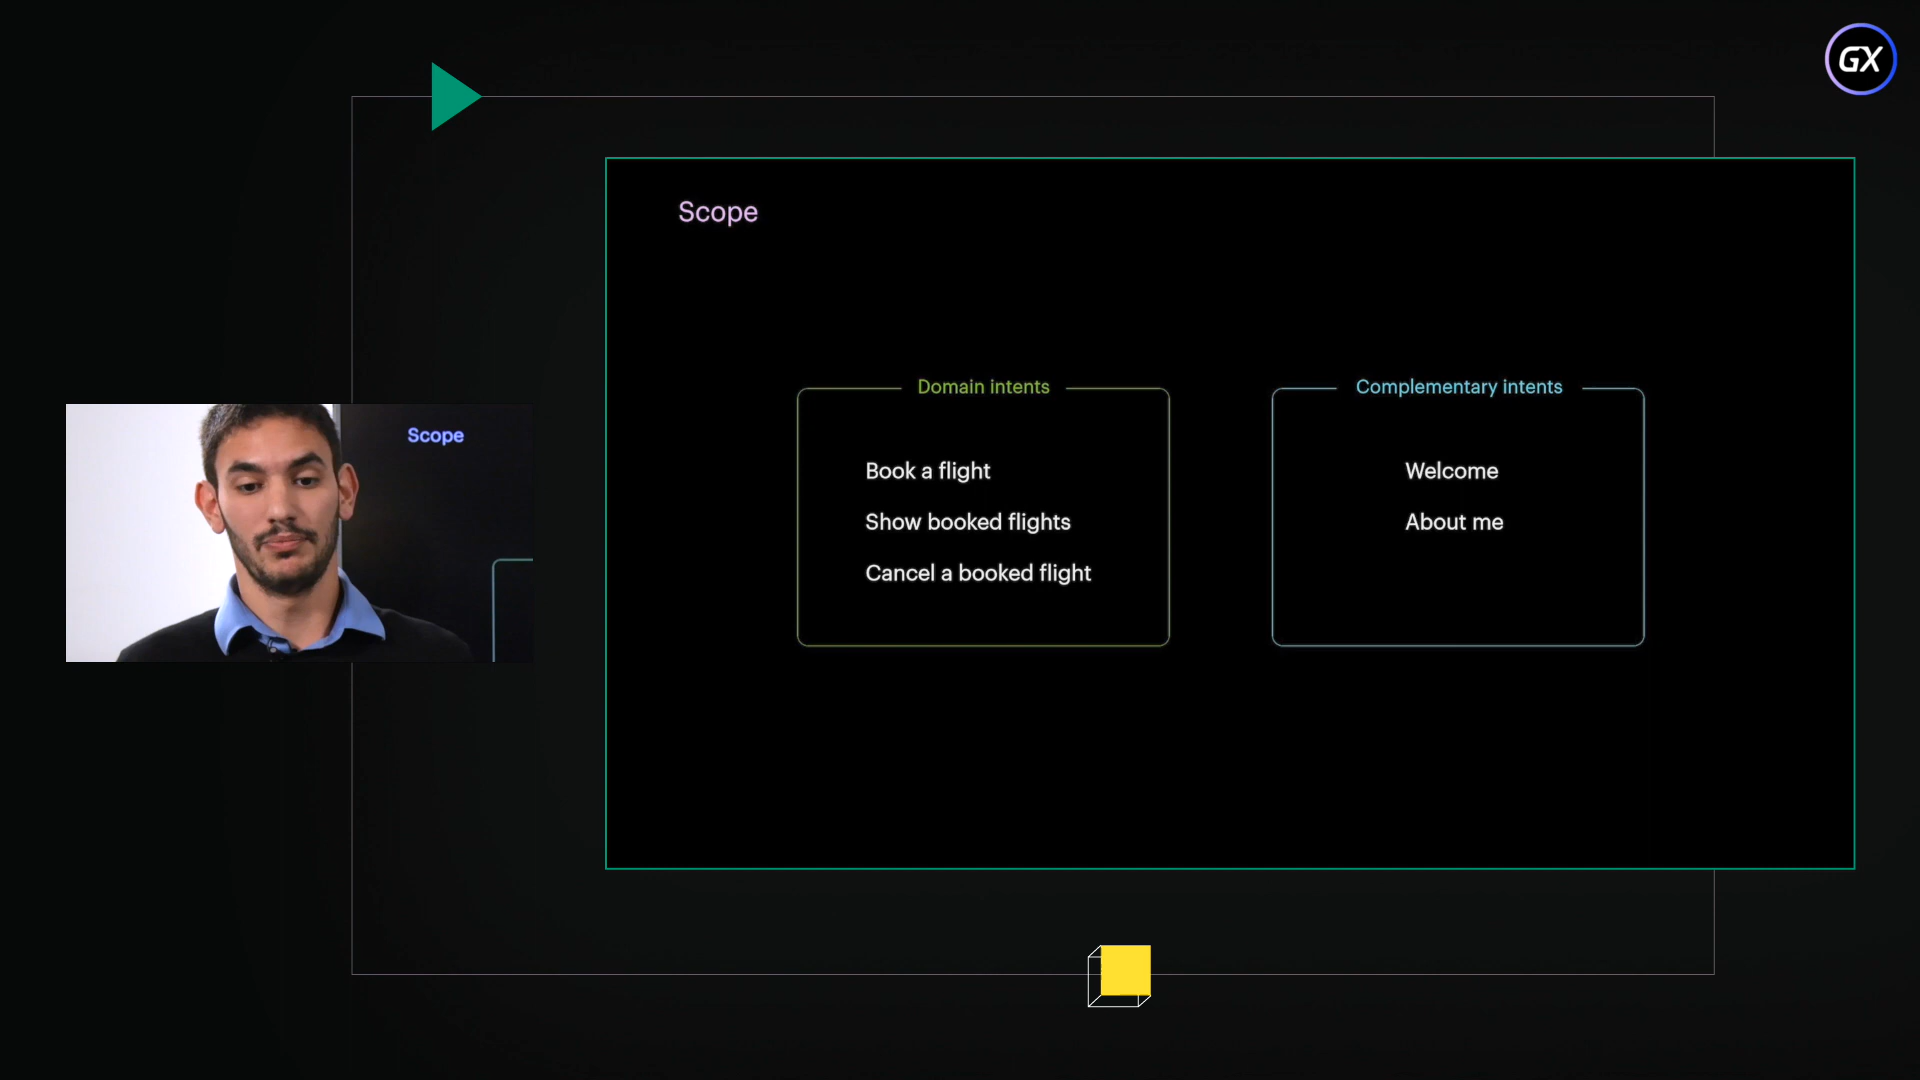 GX
Scope
Scope
Domain intents
Book a flight
Show booked flights
Cancel a booked flight
Complementary intents
Welcome
About me